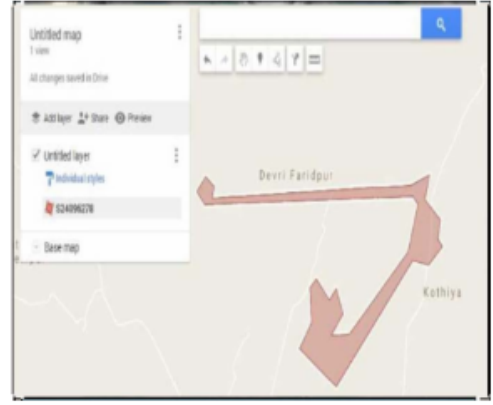 Untitled map
1 view
All changes saved in Drive
Add layer Share Preview
Untitled layer
Individual styles
S24096278
Base map
Devri Faridpur
Kothiya